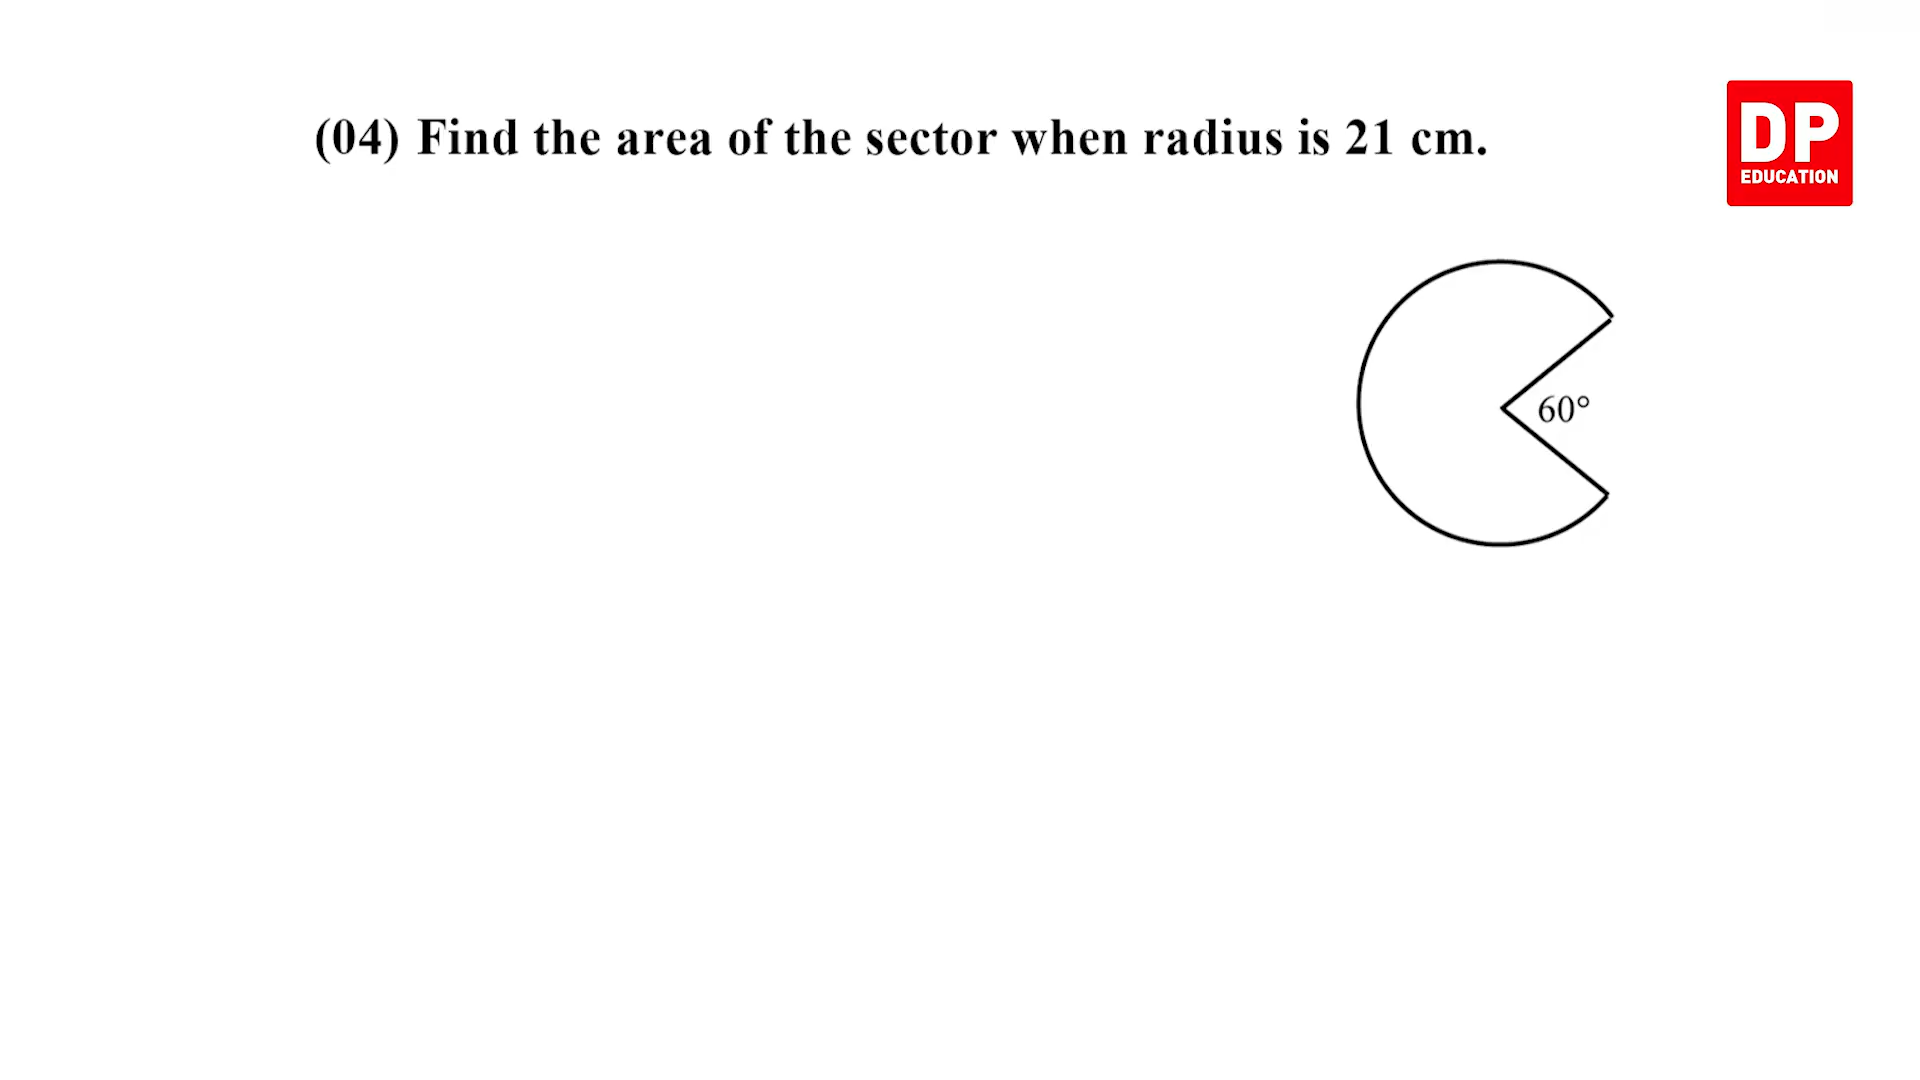 (04) Find the area of the sector when radius is 21 cm.
DP
EDUCATION
60°